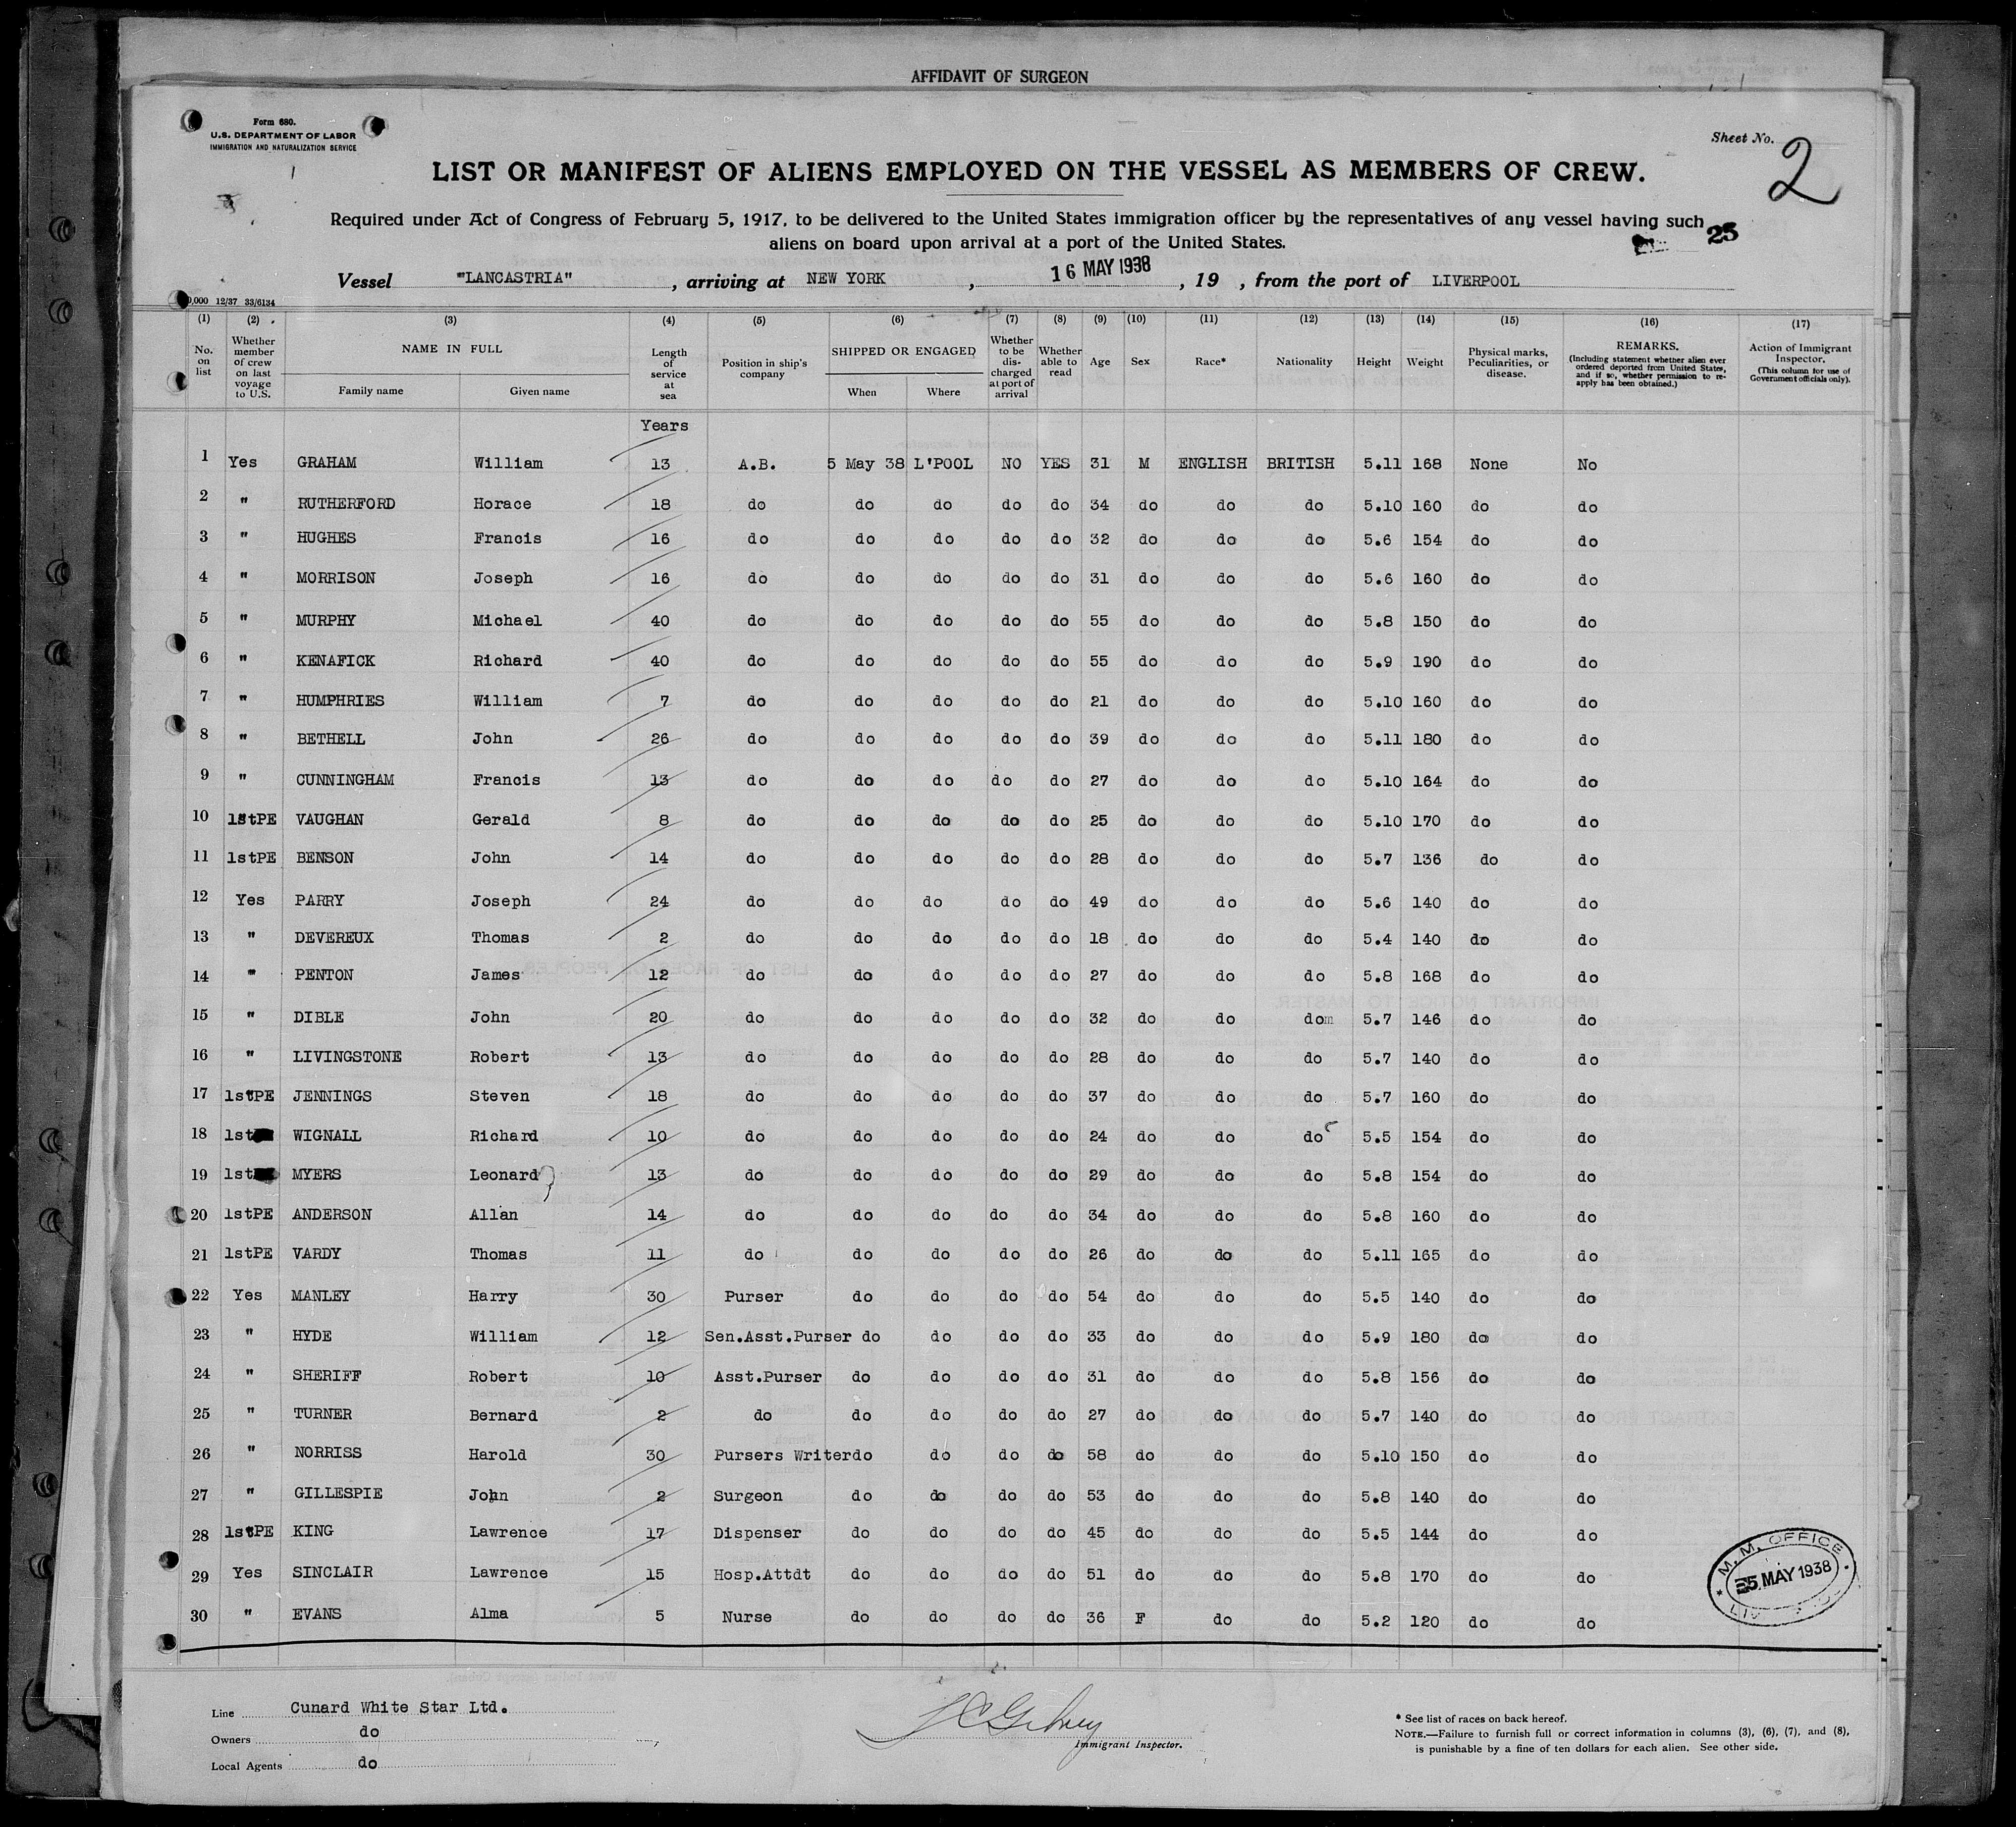 AFFIDAVIT OF SURGEON
Form 680.
U.S. DEPARTMENT OF LABOR
IMMIGRATION AND NATURALIZATION SERVICE
Sheet No. 2
LIST OR MANIFEST OF ALIENS EMPLOYED ON THE VESSEL AS MEMBERS OF CREW.
Required under Act of Congress of February 5, 1917, to be delivered to the United States immigration officer by the representatives of any vessel having such
aliens on board upon arrival at a port of the United States.
25
Vessel "LANCASTRIA", arriving at NEW YORK, 16 MAY 1938, 19 , from the port of LIVERPOOL
0,000 12/37 33/6134
(1) (2) (3) (4) (5) (6) (7) (8) (9) (10) (11) (12) (13) (14) (15) (16) (17)
No. on list
Whether member of crew on last voyage to U.S.
NAME IN FULL
Family name Given name
Length of service at sea
Position in ship's company
SHIPPED OR ENGAGED
When Where
Whether to be discharged at port of arrival
Whether able to read
Age
Sex
Race*
Nationality
Height
Weight
Physical marks, Peculiarities, or disease.
REMARKS.
(Including statement whether alien ever ordered deported from United States, and if so, whether permission to reapply has been obtained.)
Action of Immigrant Inspector.
(This column for use of Government officials only).
Years
1 Yes GRAHAM William 13 A.B. 5 May 38 L'POOL NO YES 31 M ENGLISH BRITISH 5.11 168 None No
2 " RUTHERFORD Horace 18 do do do do do 34 do do do 5.10 160 do do
3 " HUGHES Francis 16 do do do do do 32 do do do 5.6 154 do do
4 " MORRISON Joseph 16 do do do do do 31 do do do 5.6 160 do do
5 " MURPHY Michael 40 do do do do do 55 do do do 5.8 150 do do
6 " KENAFICK Richard 40 do do do do do 55 do do do 5.9 190 do do
7 " HUMPHRIES William 7 do do do do do 21 do do do 5.10 160 do do
8 " BETHELL John 26 do do do do do 39 do do do 5.11 180 do do
9 " CUNNINGHAM Francis 13 do do do do do 27 do do do 5.10 164 do do
10 1stPE VAUGHAN Gerald 8 do do do do do 25 do do do 5.10 170 do do
11 1stPE BENSON John 14 do do do do do 28 do do do 5.7 136 do do
12 Yes PARRY Joseph 24 do do do do do 49 do do do 5.6 140 do do
13 " DEVEREUX Thomas 2 do do do do do 18 do do do 5.4 140 do do
14 " PENTON James 12 do do do do do 27 do do do 5.8 168 do do
15 " DIBLE John 20 do do do do do 32 do do dom 5.7 146 do do
16 " LIVINGSTONE Robert 13 do do do do do 28 do do do 5.7 140 do do
17 1stPE JENNINGS Steven 18 do do do do do 37 do do do 5.7 160 do do
18 1st WIGNALL Richard 10 do do do do do 24 do do do 5.5 154 do do
19 1st MYERS Leonard 13 do do do do do 29 do do do 5.8 154 do do
20 1stPE ANDERSON Allan 14 do do do do do 34 do do do 5.8 160 do do
21 1stPE VARDY Thomas 11 do do do do do 26 do do do 5.11 165 do do
22 Yes MANLEY Harry 30 Purser do do do do 54 do do do 5.5 140 do do
23 " HYDE William 12 Sen.Asst.Purser do do do do 33 do do do 5.9 180 do do
24 " SHERIFF Robert 10 Asst.Purser do do do do 31 do do do 5.8 156 do do
25 " TURNER Bernard 2 do do do do do 27 do do do 5.7 140 do do
26 " NORRISS Harold 30 Pursers Writerdo do do do 58 do do do 5.10 150 do do
27 " GILLESPIE John 2 Surgeon do do do do 53 do do do 5.8 140 do do
28 1stPE KING Lawrence 17 Dispenser do do do do 45 do do do 5.5 144 do do
29 Yes SINCLAIR Lawrence 15 Hosp.Attdt do do do do 51 do do do 5.8 170 do do
30 " EVANS Alma 5 Nurse do do do do 36 F do do 5.2 120 do do
M. M. OFFICE
5 MAY 1938
Line Cunard White Star Ltd.
Owners do
Local Agents do
Immigrant Inspector.
* See list of races on back hereof.
NOTE.—Failure to furnish full or correct information in columns (3), (6), (7), and (8),
is punishable by a fine of ten dollars for each alien. See other side.